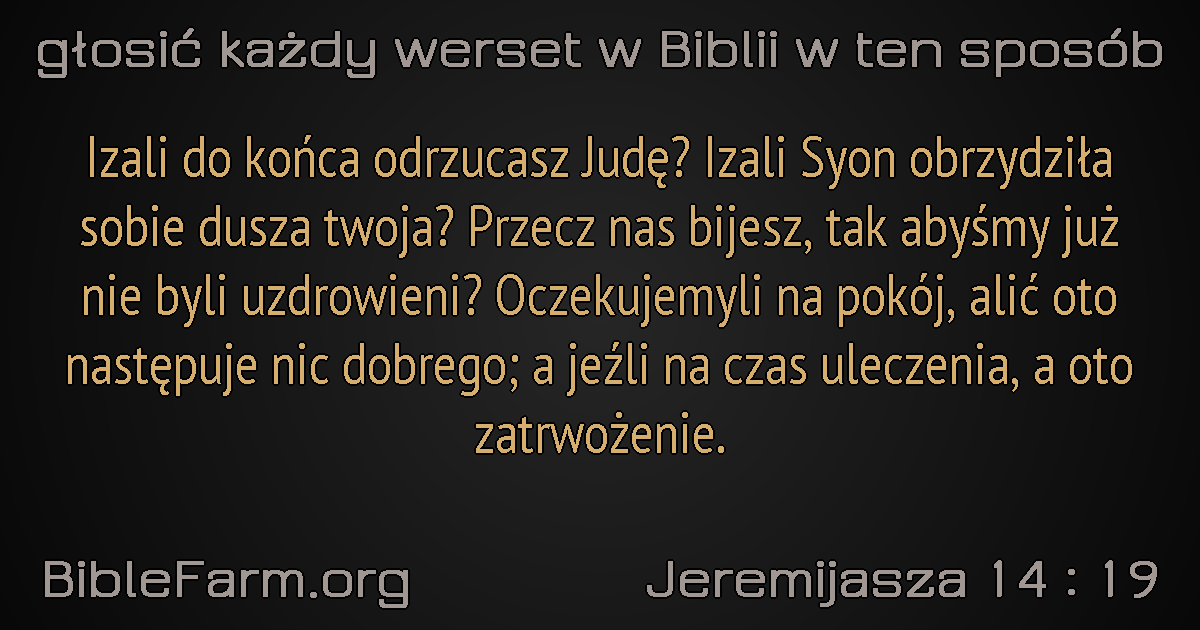 głosić każdy werset w Biblii w ten sposób
Izali do końca odrzucasz Judę? Izali Syon obrzydziła
sobie dusza twoja? Przecz nas bijesz, tak abyśmy już
nie byli uzdrowieni? Oczekujemyli na pokój, alić oto
następuje nic dobrego; a jeźli na czas uleczenia, a oto
zatrwożenie.
BibleFarm.org
Jeremijasza 14 : 19